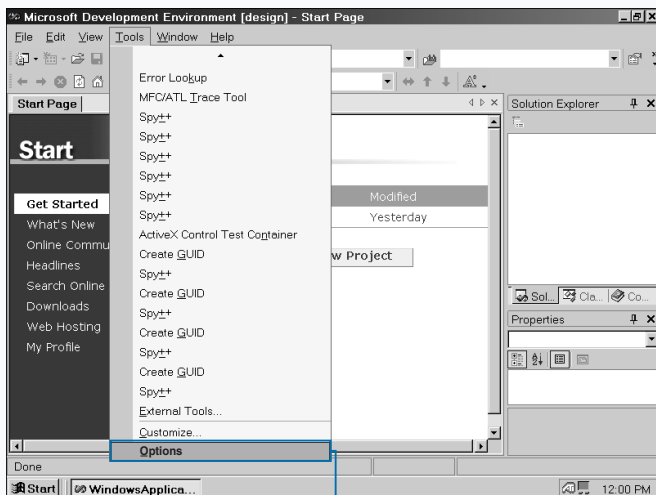 Microsoft Development Environment [design] - Start Page
File Edit View Tools Window Help
Start Page
Start
Get Started
What's New
Online Commu
Headlines
Search Online
Downloads
Web Hosting
My Profile
Error Lookup
MFC/ATL Trace Tool
Spy++
Spy++
Spy++
Spy++
Spy++
Spy++
ActiveX Control Test Container
Create GUID
Spy++
Create GUID
Spy++
Create GUID
Spy++
Create GUID
Spy++
External Tools...
Customize...
Options
Modified
Yesterday
w Project
Solution Explorer
Sol... Cla... Co...
Properties
Done
Start WindowsApplica... 12:00 PM